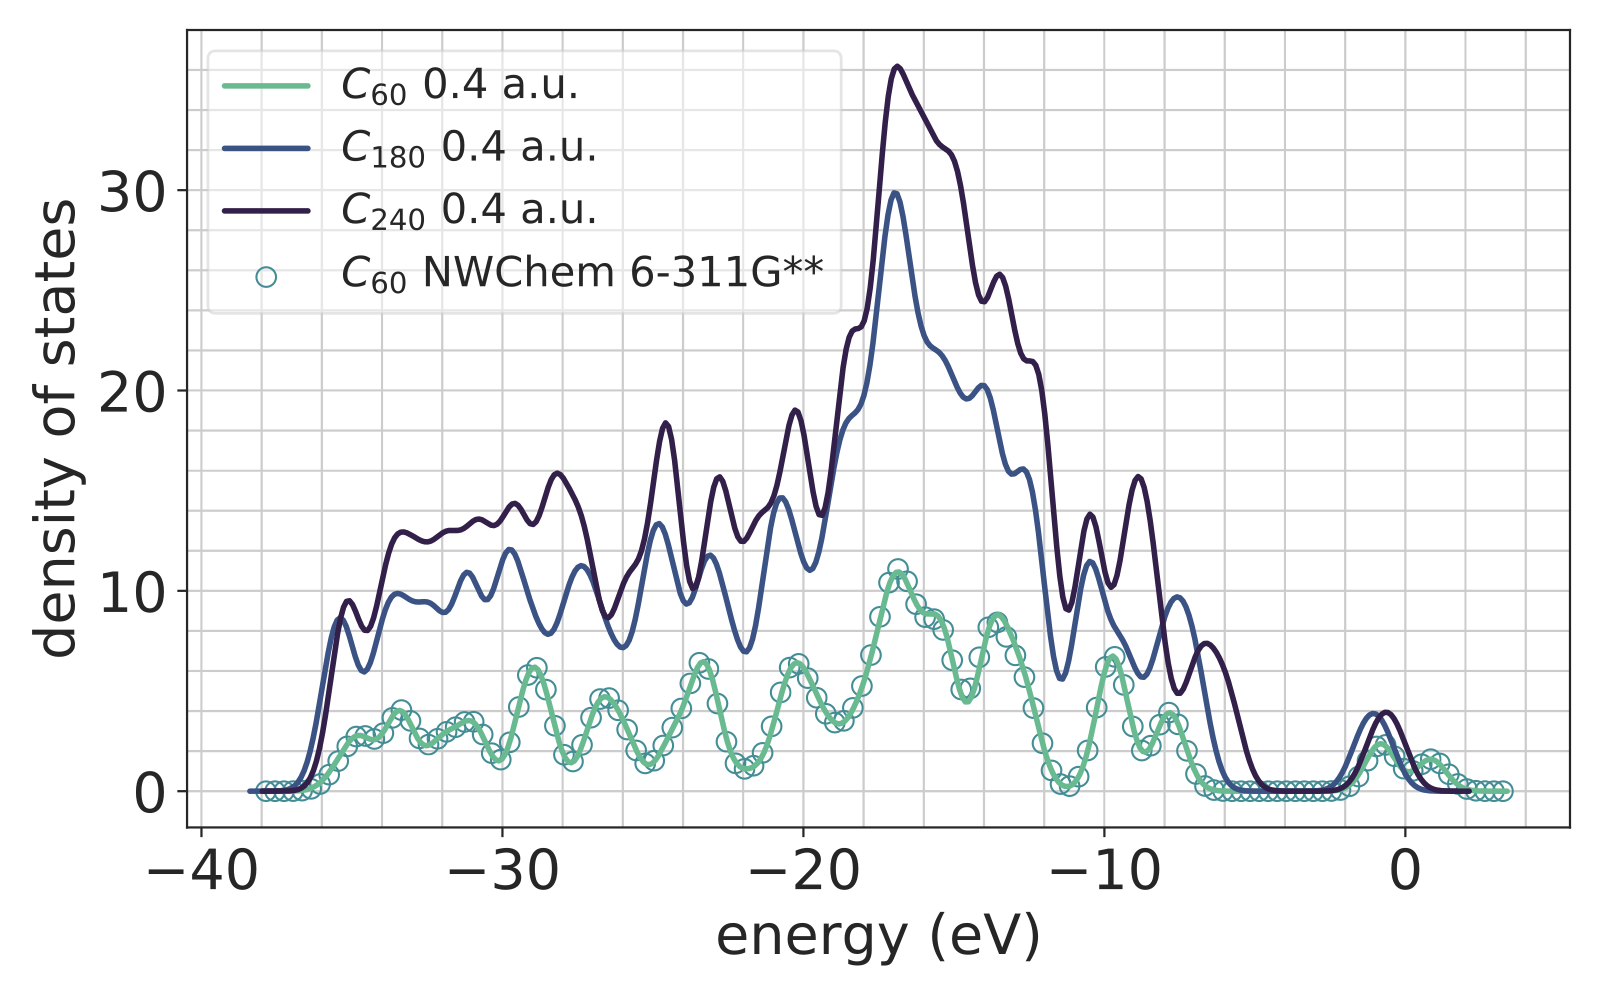 C60 0.4 a.u.
C180 0.4 a.u.
C240 0.4 a.u.
C60 NWChem 6-311G**
density of states
30
20
10
0
−40 −30 −20 −10 0
energy (eV)